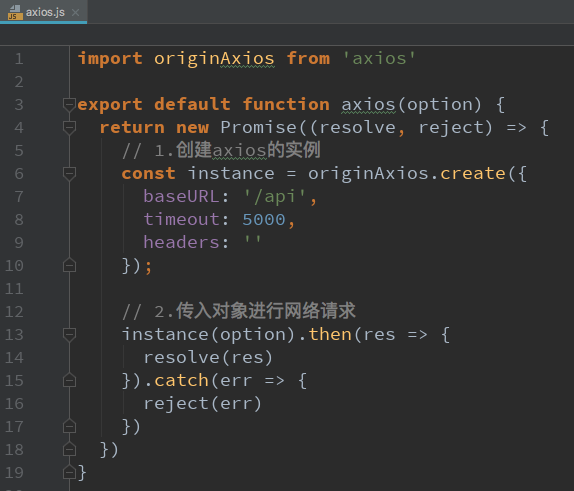 axios.js
1 import originAxios from 'axios'
2
3 export default function axios(option) {
4   return new Promise((resolve, reject) => {
5     // 1.创建axios的实例
6     const instance = originAxios.create({
7       baseURL: '/api',
8       timeout: 5000,
9       headers: ''
10     });
11
12     // 2.传入对象进行网络请求
13     instance(option).then(res => {
14       resolve(res)
15     }).catch(err => {
16       reject(err)
17     })
18   })
19 }